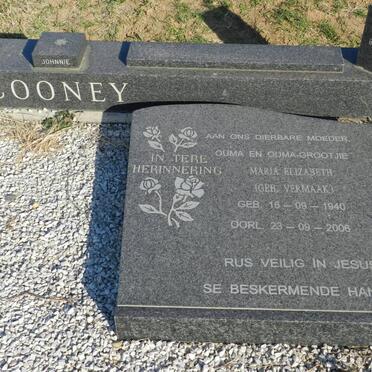 JOHNNIE
LOONEY
IN TERE
HERINNERING
AAN ONS DIERBARE MOEDER,
OUMA EN OUMA-GROOTJIE
MARIA ELIZABETH
(GEB. VERMAAK)
GEB. 16 - 09 - 1940
OORL. 23 - 09 - 2006
RUS VEILIG IN JESUS
SE BESKERMENDE HAN